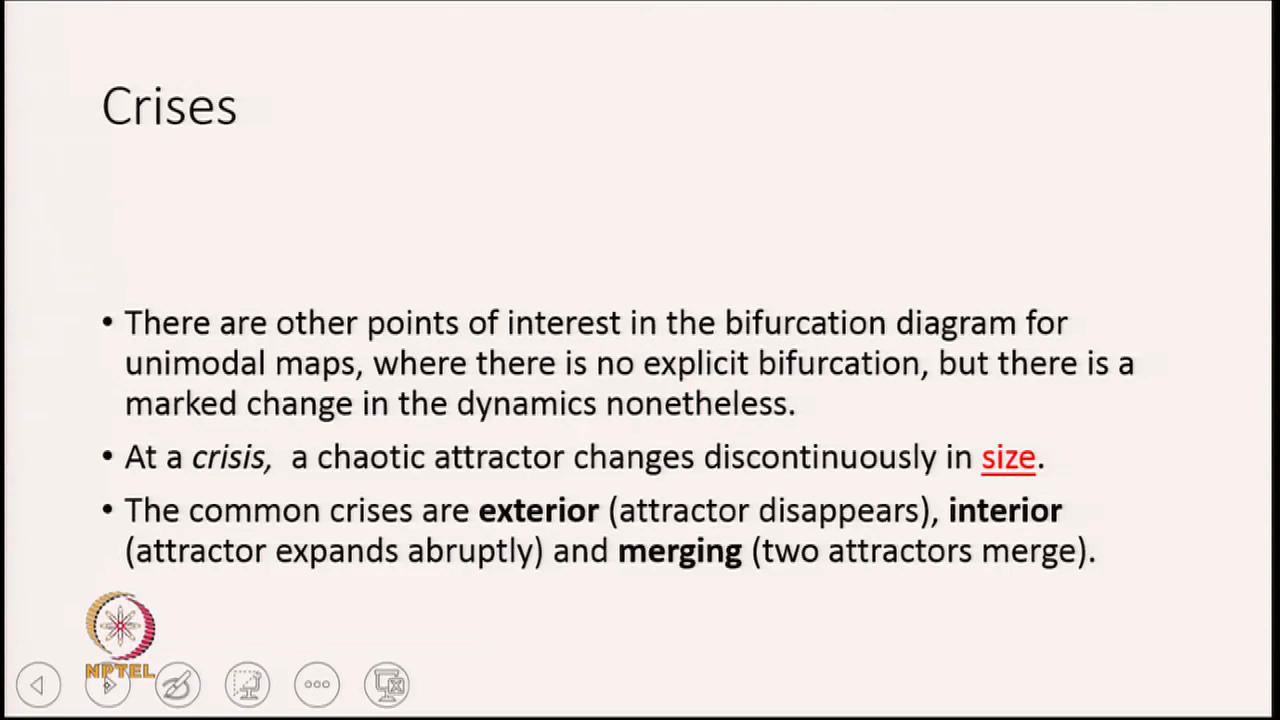 Crises
• There are other points of interest in the bifurcation diagram for
unimodal maps, where there is no explicit bifurcation, but there is a
marked change in the dynamics nonetheless.
• At a crisis, a chaotic attractor changes discontinuously in size.
• The common crises are exterior (attractor disappears), interior
(attractor expands abruptly) and merging (two attractors merge).
NPTEL